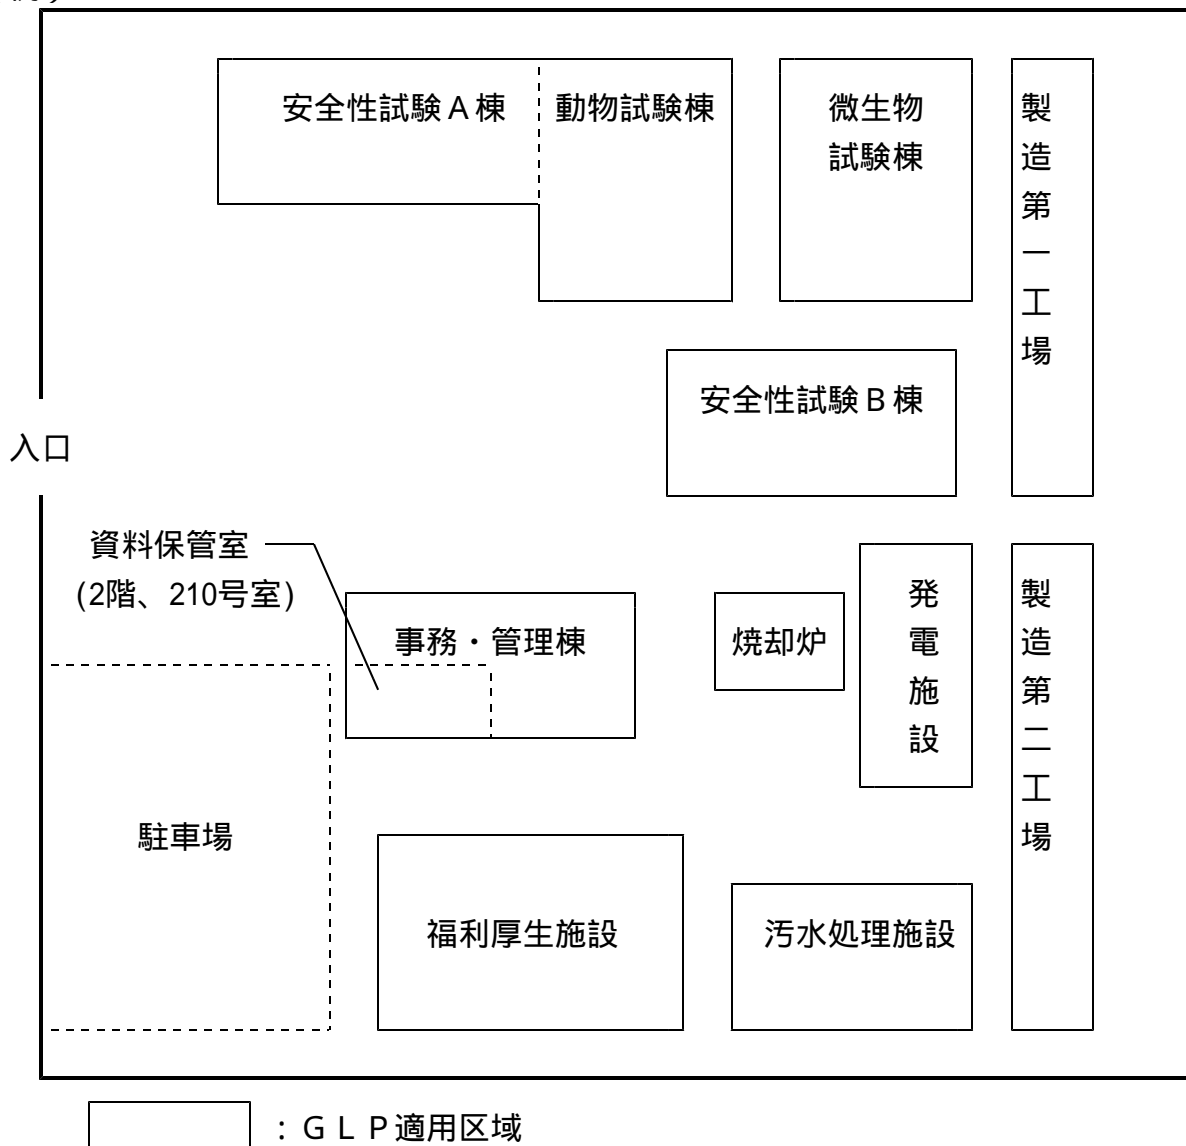 安全性試験Ａ棟
動物試験棟
微生物
試験棟
製造第一工場
安全性試験Ｂ棟
入口
資料保管室
(2階、210号室)
事務・管理棟
焼却炉
発電施設
製造第二工場
駐車場
福利厚生施設
汚水処理施設
：ＧＬＰ適用区域